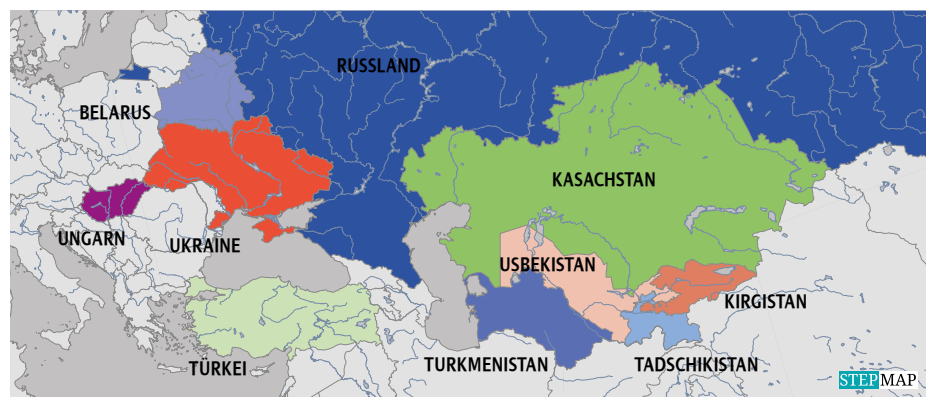 RUSSLAND
BELARUS
KASACHSTAN
UNGARN
UKRAINE
USBEKISTAN
KIRGISTAN
TÜRKEI
TURKMENISTAN
TADSCHIKISTAN
STEPMAP